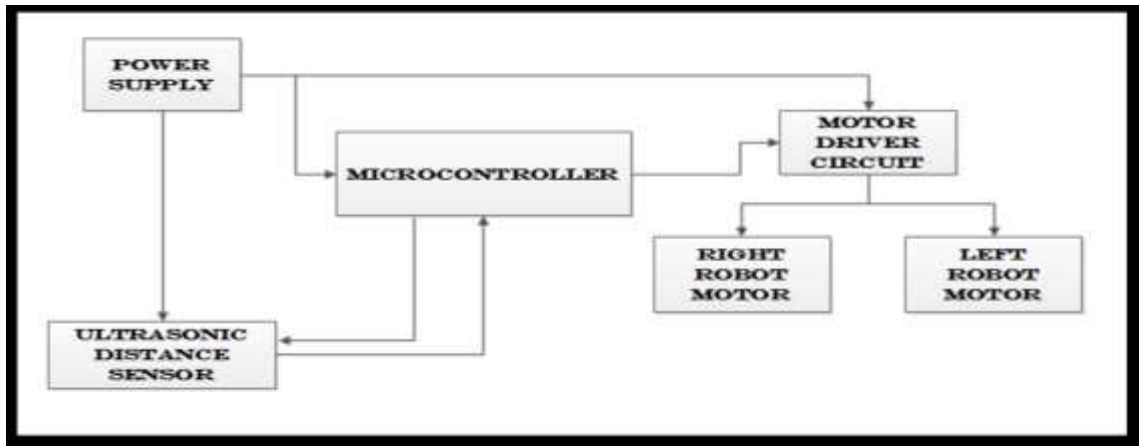 POWER
SUPPLY
MOTOR
DRIVER
CIRCUIT
MICROCONTROLLER
RIGHT
ROBOT
MOTOR
LEFT
ROBOT
MOTOR
ULTRASONIC
DISTANCE
SENSOR